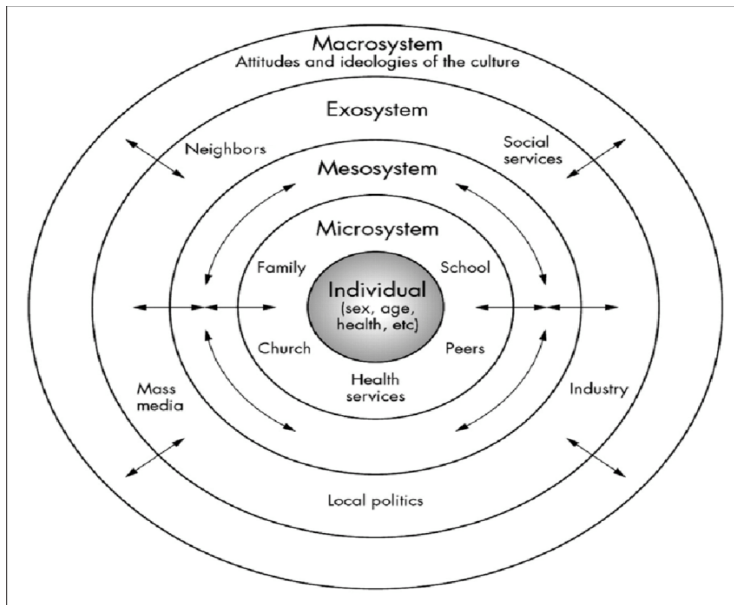 Macrosystem
Attitudes and ideologies of the culture
Exosystem
Neighbors
Social
services
Mesosystem
Microsystem
Family
School
Individual
(sex, age,
health, etc)
Church
Peers
Health
services
Mass
media
Industry
Local politics